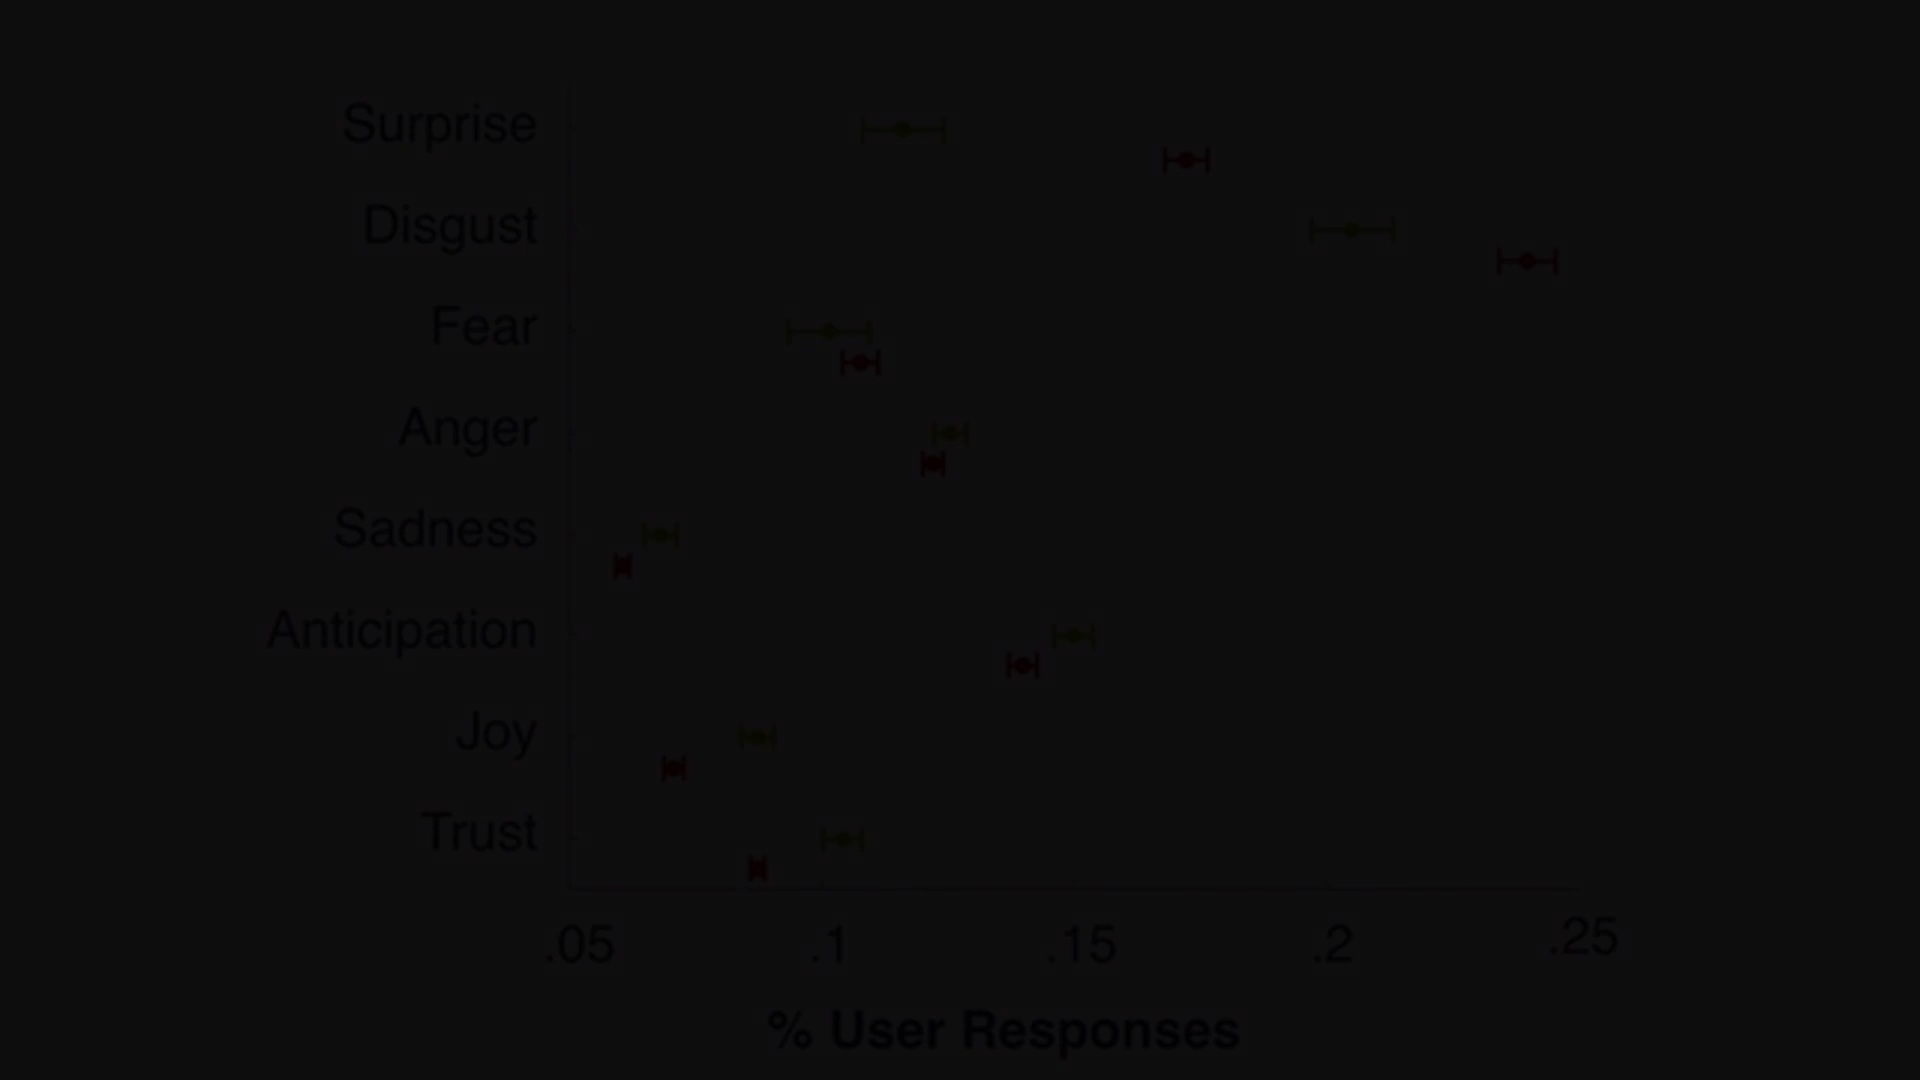 Surprise
Disgust
Fear
Anger
Sadness
Anticipation
Joy
Trust
.05 .1 .15 .2 .25
% User Responses